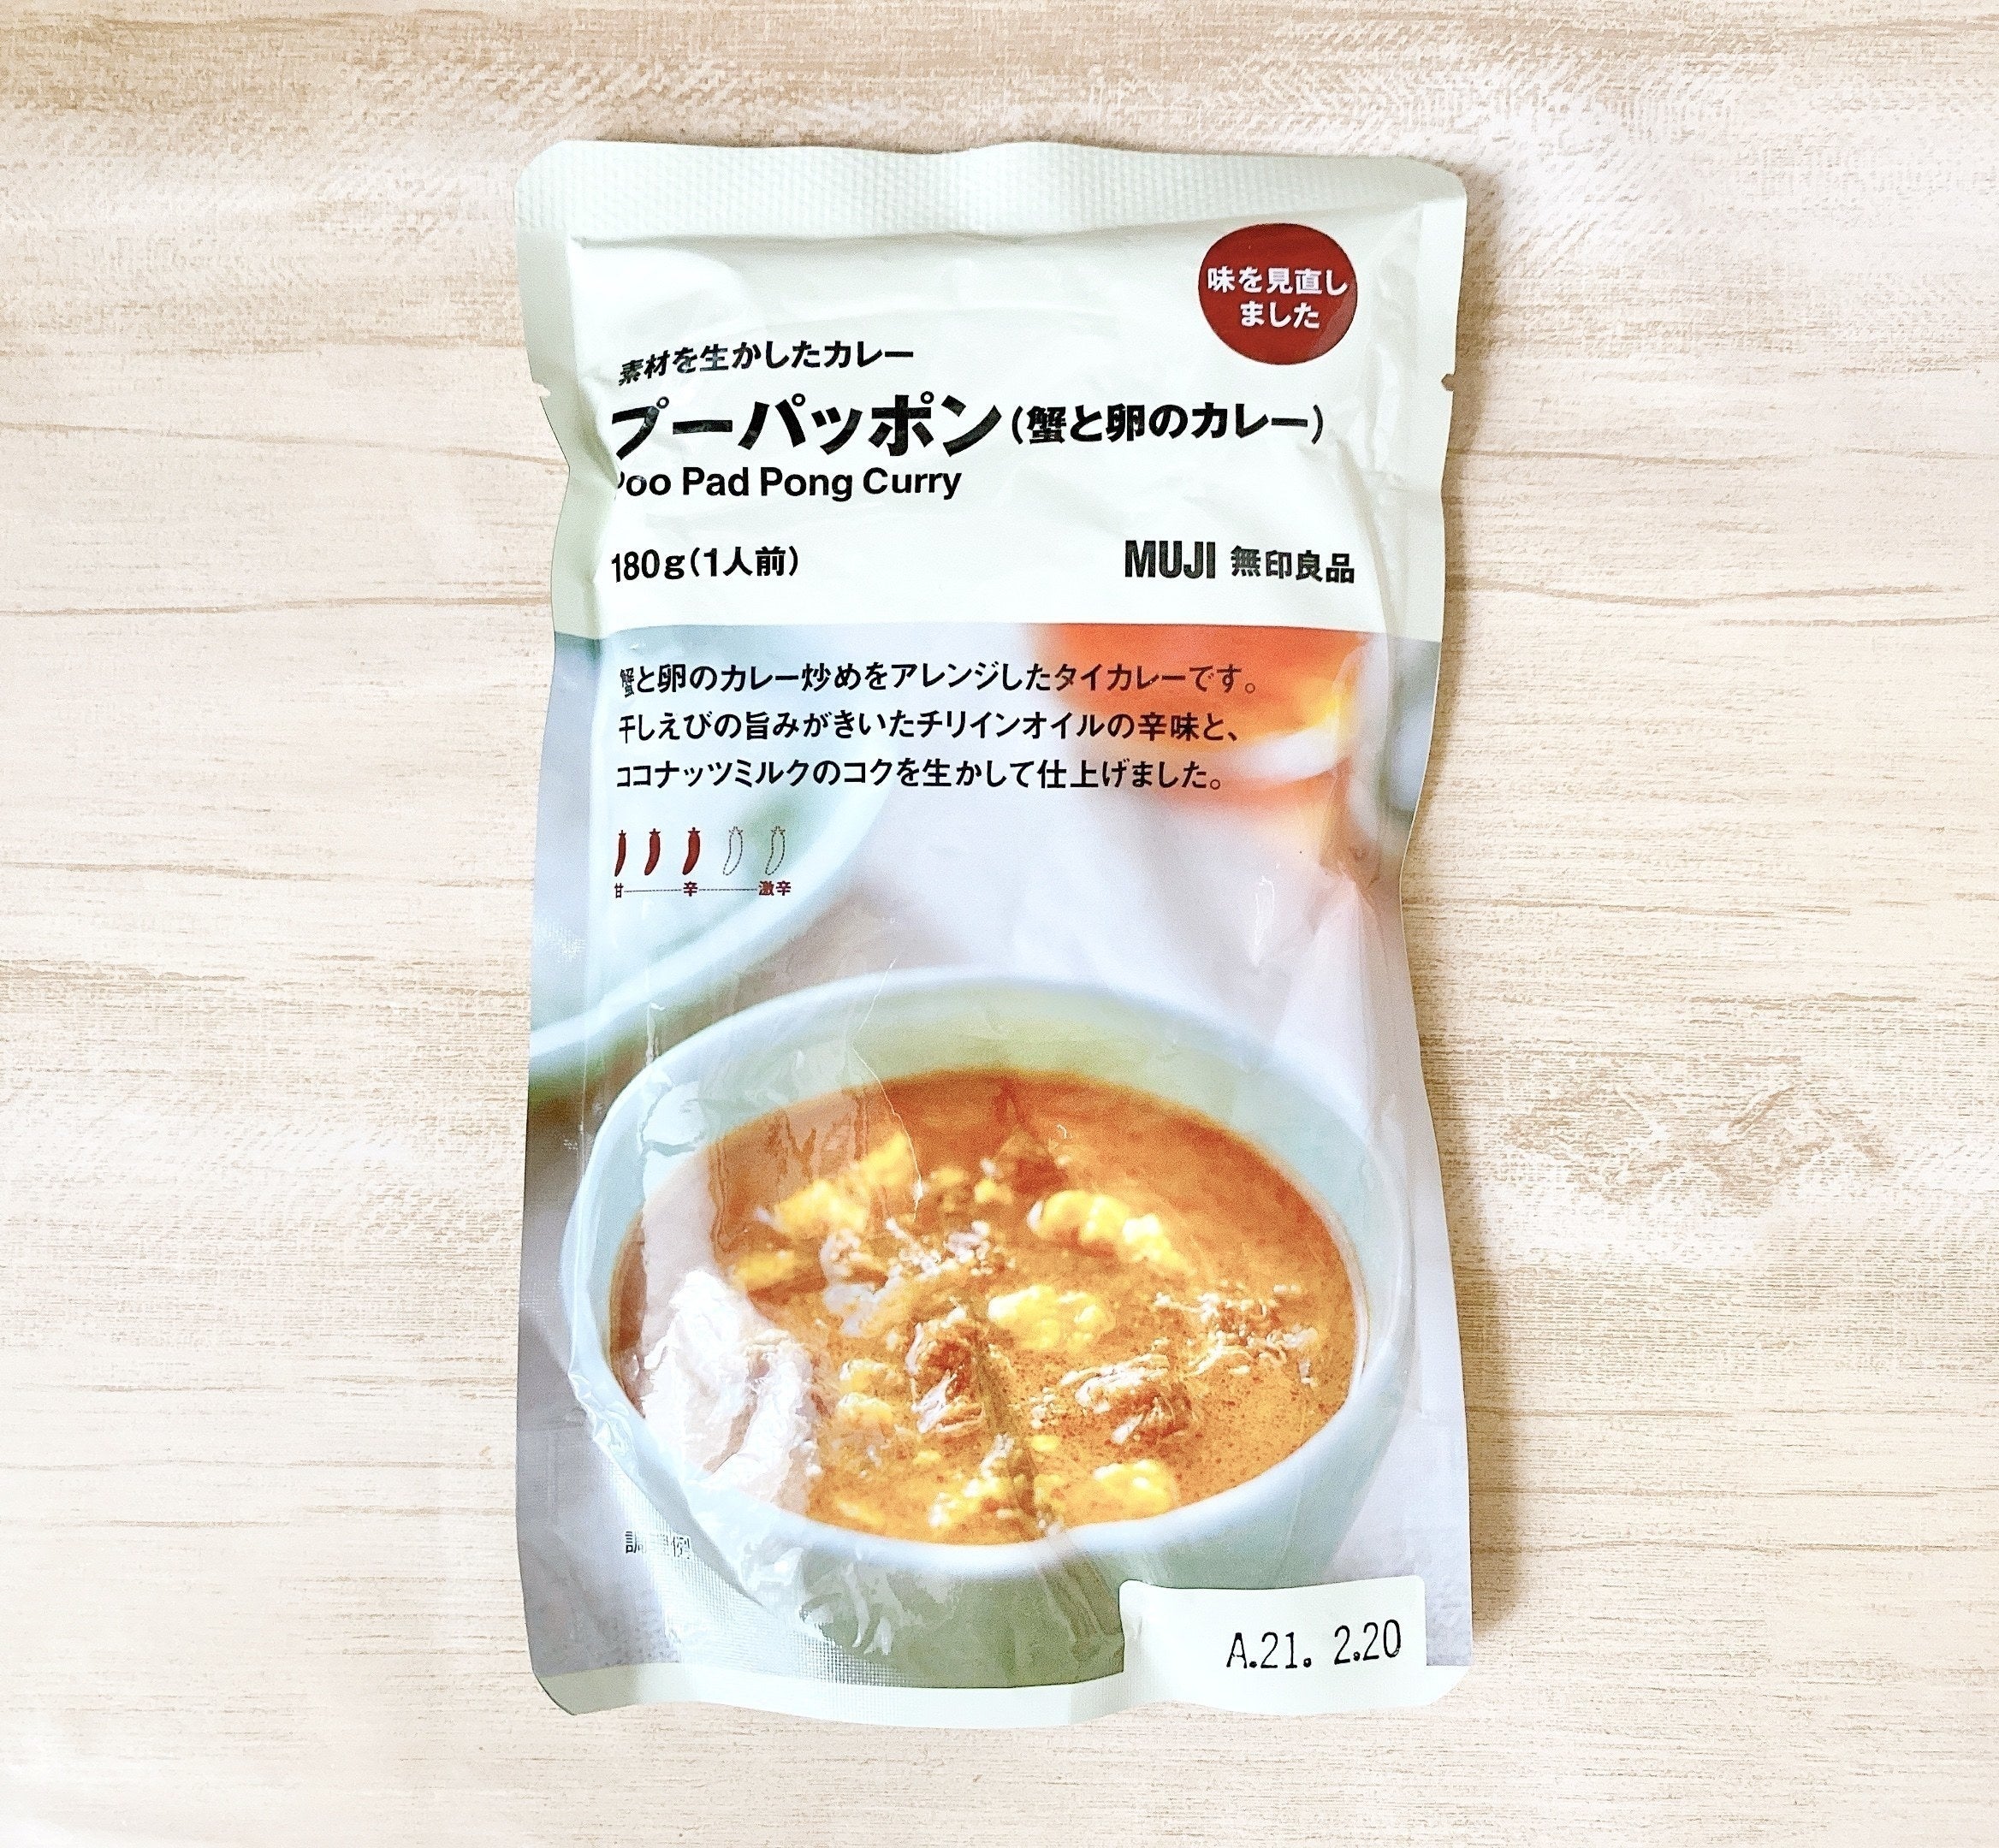 味を見直し
ました
素材を生かしたカレー
プーパッポン(蟹と卵のカレー)
Poo Pad Pong Curry
180g(1人前)
MUJI 無印良品
蟹と卵のカレー炒めをアレンジしたタイカレーです。
干しえびの旨みがきいたチリインオイルの辛味と、
ココナッツミルクのコクを生かして仕上げました。
甘 辛 激辛
調理例
A.21. 2.20